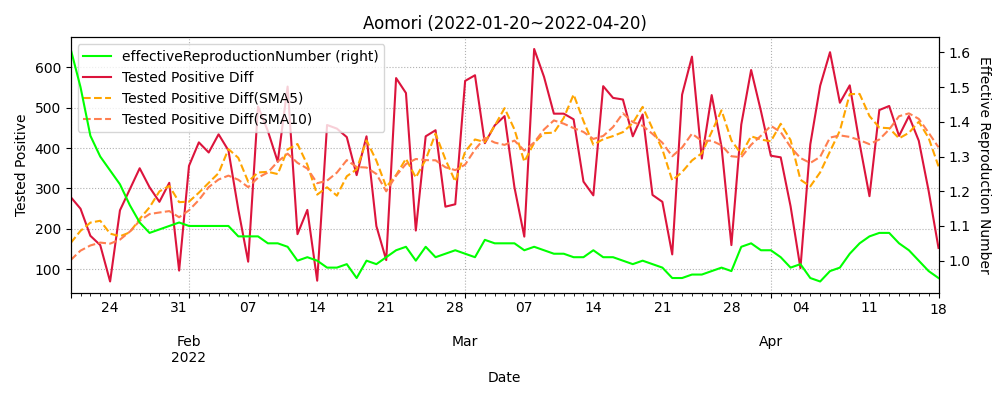 Aomori (2022-01-20~2022-04-20)
effectiveReproductionNumber (right)
Tested Positive Diff
Tested Positive Diff(SMA5)
Tested Positive Diff(SMA10)
Tested Positive
600
500
400
300
200
100
1.6
1.5
1.4
1.3
1.2
1.1
1.0
Effective Reproduction Number
24 31 07 14 21 28 07 14 21 28 04 11 18
Feb Mar Apr
2022
Date